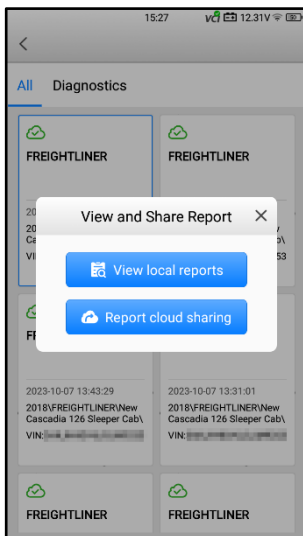 15:27 12.31V
All Diagnostics
FREIGHTLINER FREIGHTLINER
View and Share Report
View local reports
Report cloud sharing
2023-10-07 13:43:29 2023-10-07 13:31:01
2018\FREIGHTLINER\New 2018\FREIGHTLINER\New
Cascadia 126 Sleeper Cab\ Cascadia 126 Sleeper Cab\
VIN: VIN:
FREIGHTLINER FREIGHTLINER